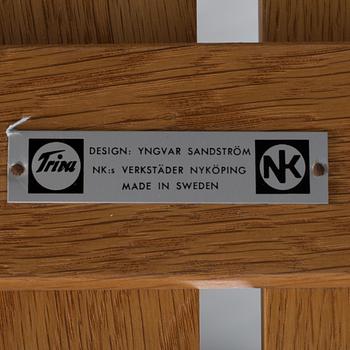 Triva
DESIGN: YNGVAR SANDSTRÖM
NK:s VERKSTÄDER NYKÖPING
MADE IN SWEDEN
NK